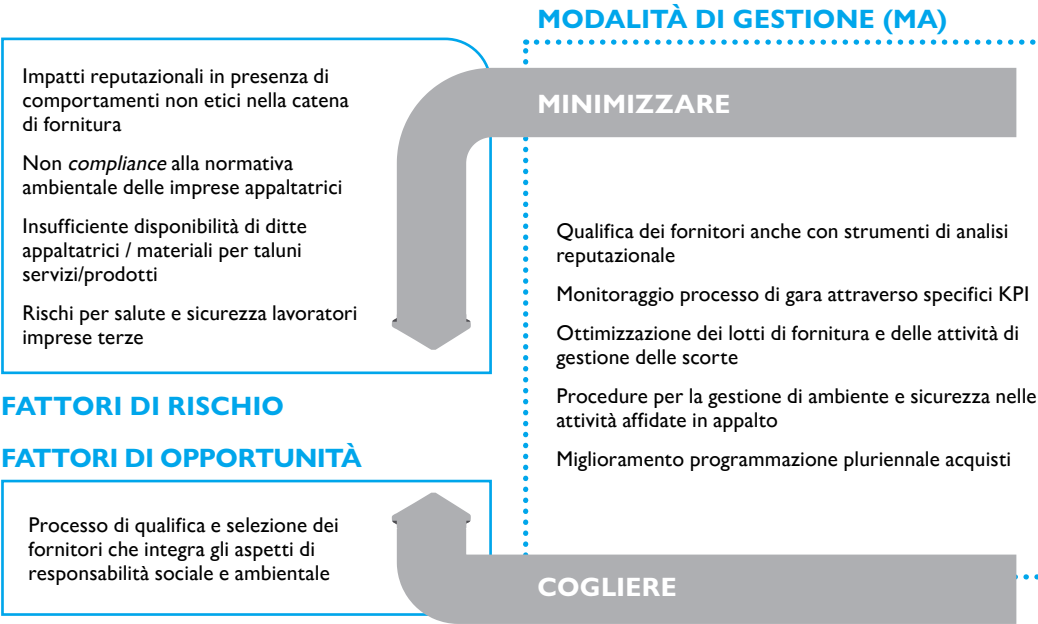 MODALITÀ DI GESTIONE (MA)
Impatti reputazionali in presenza di
comportamenti non etici nella catena
di fornitura
Non compliance alla normativa
ambientale delle imprese appaltatrici
Insufficiente disponibilità di ditte
appaltatrici / materiali per taluni
servizi/prodotti
Rischi per salute e sicurezza lavoratori
imprese terze
FATTORI DI RISCHIO
FATTORI DI OPPORTUNITÀ
Processo di qualifica e selezione dei
fornitori che integra gli aspetti di
responsabilità sociale e ambientale
MINIMIZZARE
Qualifica dei fornitori anche con strumenti di analisi
reputazionale
Monitoraggio processo di gara attraverso specifici KPI
Ottimizzazione dei lotti di fornitura e delle attività di
gestione delle scorte
Procedure per la gestione di ambiente e sicurezza nelle
attività affidate in appalto
Miglioramento programmazione pluriennale acquisti
COGLIERE